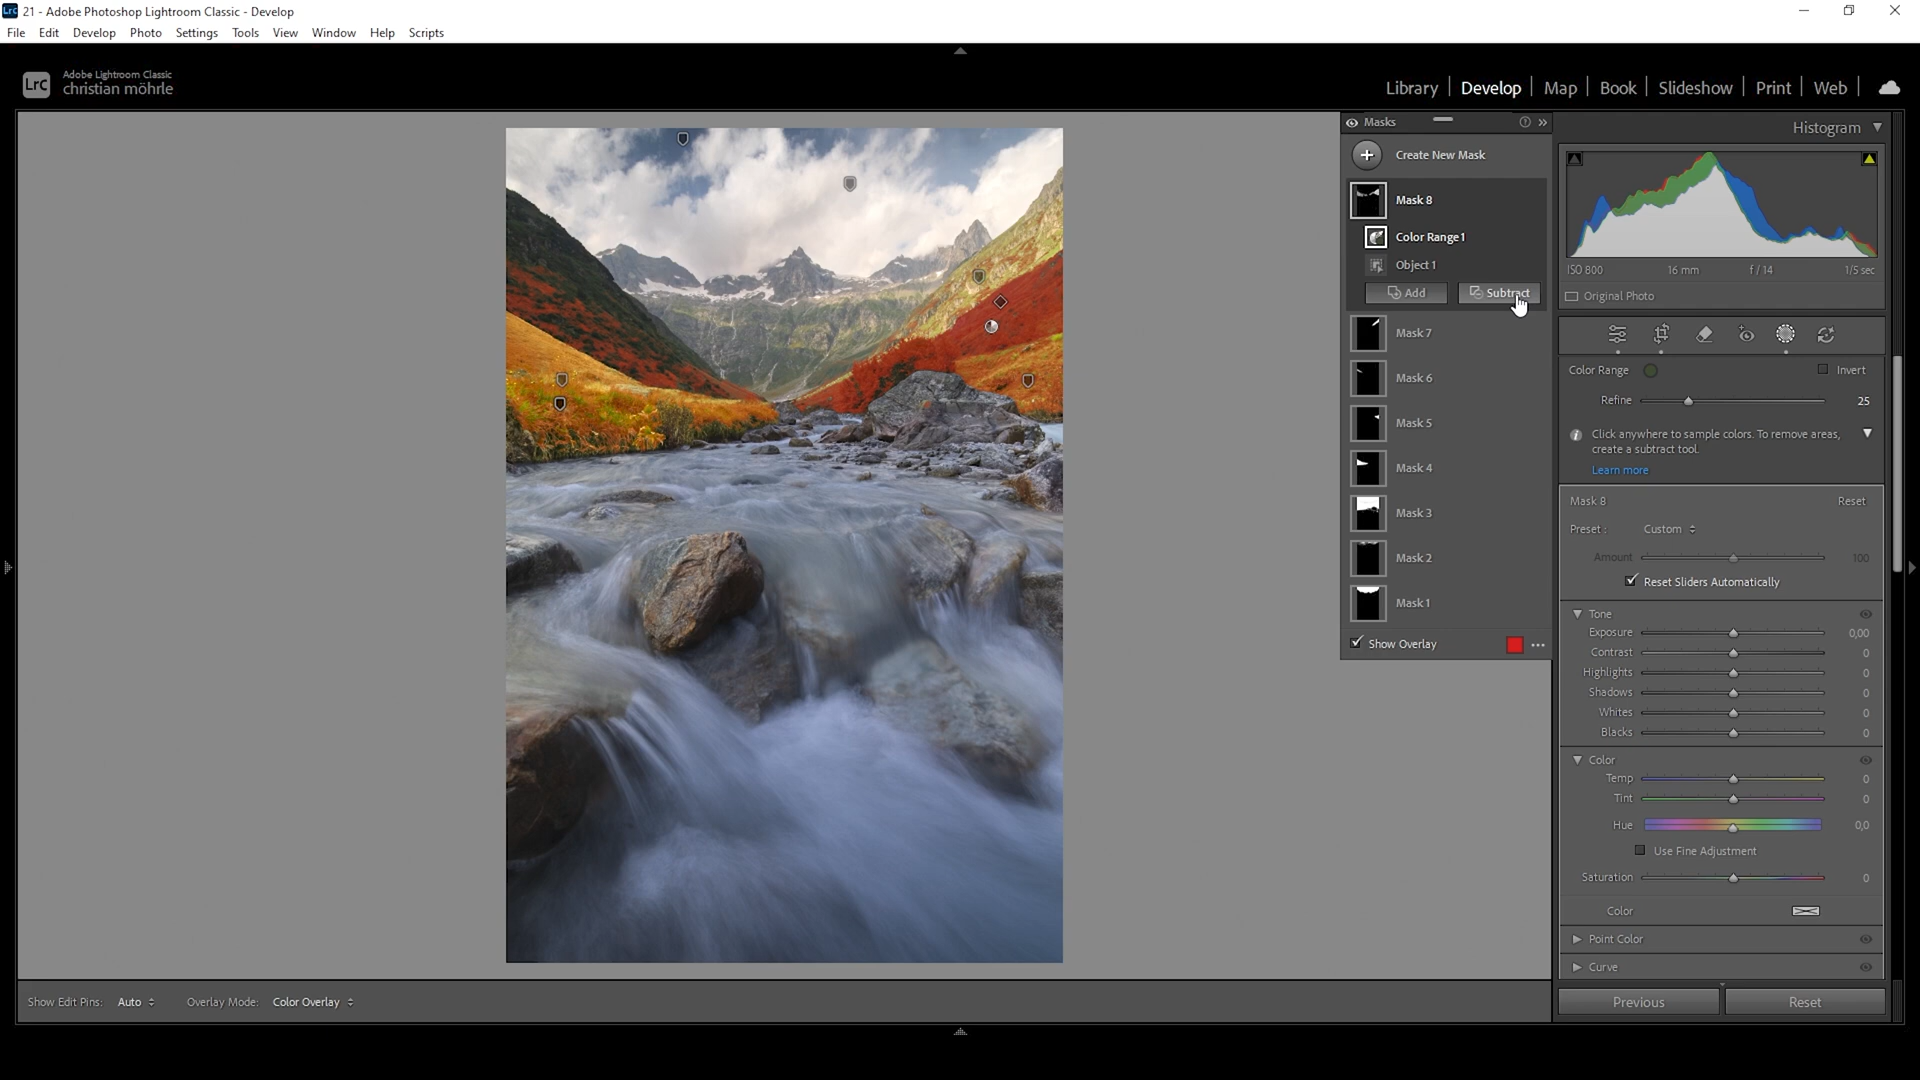 21 - Adobe Photoshop Lightroom Classic - Develop
File Edit Develop Photo Settings Tools View Window Help Scripts
LrC
Adobe Lightroom Classic
christian möhrle
Library Develop Map Book Slideshow Print Web
Masks
Create New Mask
Mask 8
Color Range 1
Object 1
Add Subtract
Mask 7
Mask 6
Mask 5
Mask 4
Mask 3
Mask 2
Mask 1
Show Overlay
Histogram
ISO 800 16 mm f / 14 1/5 sec
Original Photo
Color Range Invert
Refine 25
Click anywhere to sample colors. To remove areas,
create a subtract tool.
Learn more
Mask 8 Reset
Preset : Custom
Amount 100
Reset Sliders Automatically
Tone
Exposure 0,00
Contrast 0
Highlights 0
Shadows 0
Whites 0
Blacks 0
Color
Temp 0
Tint 0
Hue 0,0
Use Fine Adjustment
Saturation 0
Color
Point Color
Curve
Previous Reset
Show Edit Pins: Auto Overlay Mode: Color Overlay